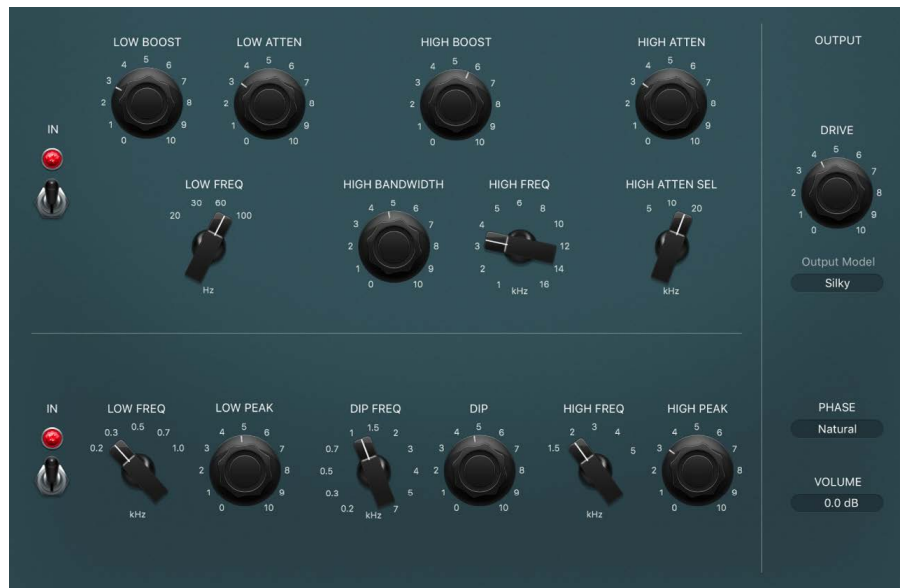 LOW BOOST LOW ATTEN HIGH BOOST HIGH ATTEN OUTPUT
0 1 2 3 4 5 6 7 8 9 10
0 1 2 3 4 5 6 7 8 9 10
0 1 2 3 4 5 6 7 8 9 10
0 1 2 3 4 5 6 7 8 9 10
IN
DRIVE
0 1 2 3 4 5 6 7 8 9 10
LOW FREQ HIGH BANDWIDTH HIGH FREQ HIGH ATTEN SEL
20 30 60 100
Hz
0 1 2 3 4 5 6 7 8 9 10
1 2 3 4 5 6 8 10 12 14 16
kHz
5 10 20
kHz
Output Model
Silky
IN
LOW FREQ LOW PEAK DIP FREQ DIP HIGH FREQ HIGH PEAK
0.2 0.3 0.5 0.7 1.0
kHz
0 1 2 3 4 5 6 7 8 9 10
0.2 0.3 0.5 0.7 1 1.5 2 3 4 5 7
kHz
0 1 2 3 4 5 6 7 8 9 10
1.5 2 3 4 5
kHz
0 1 2 3 4 5 6 7 8 9 10
PHASE
Natural
VOLUME
0.0 dB